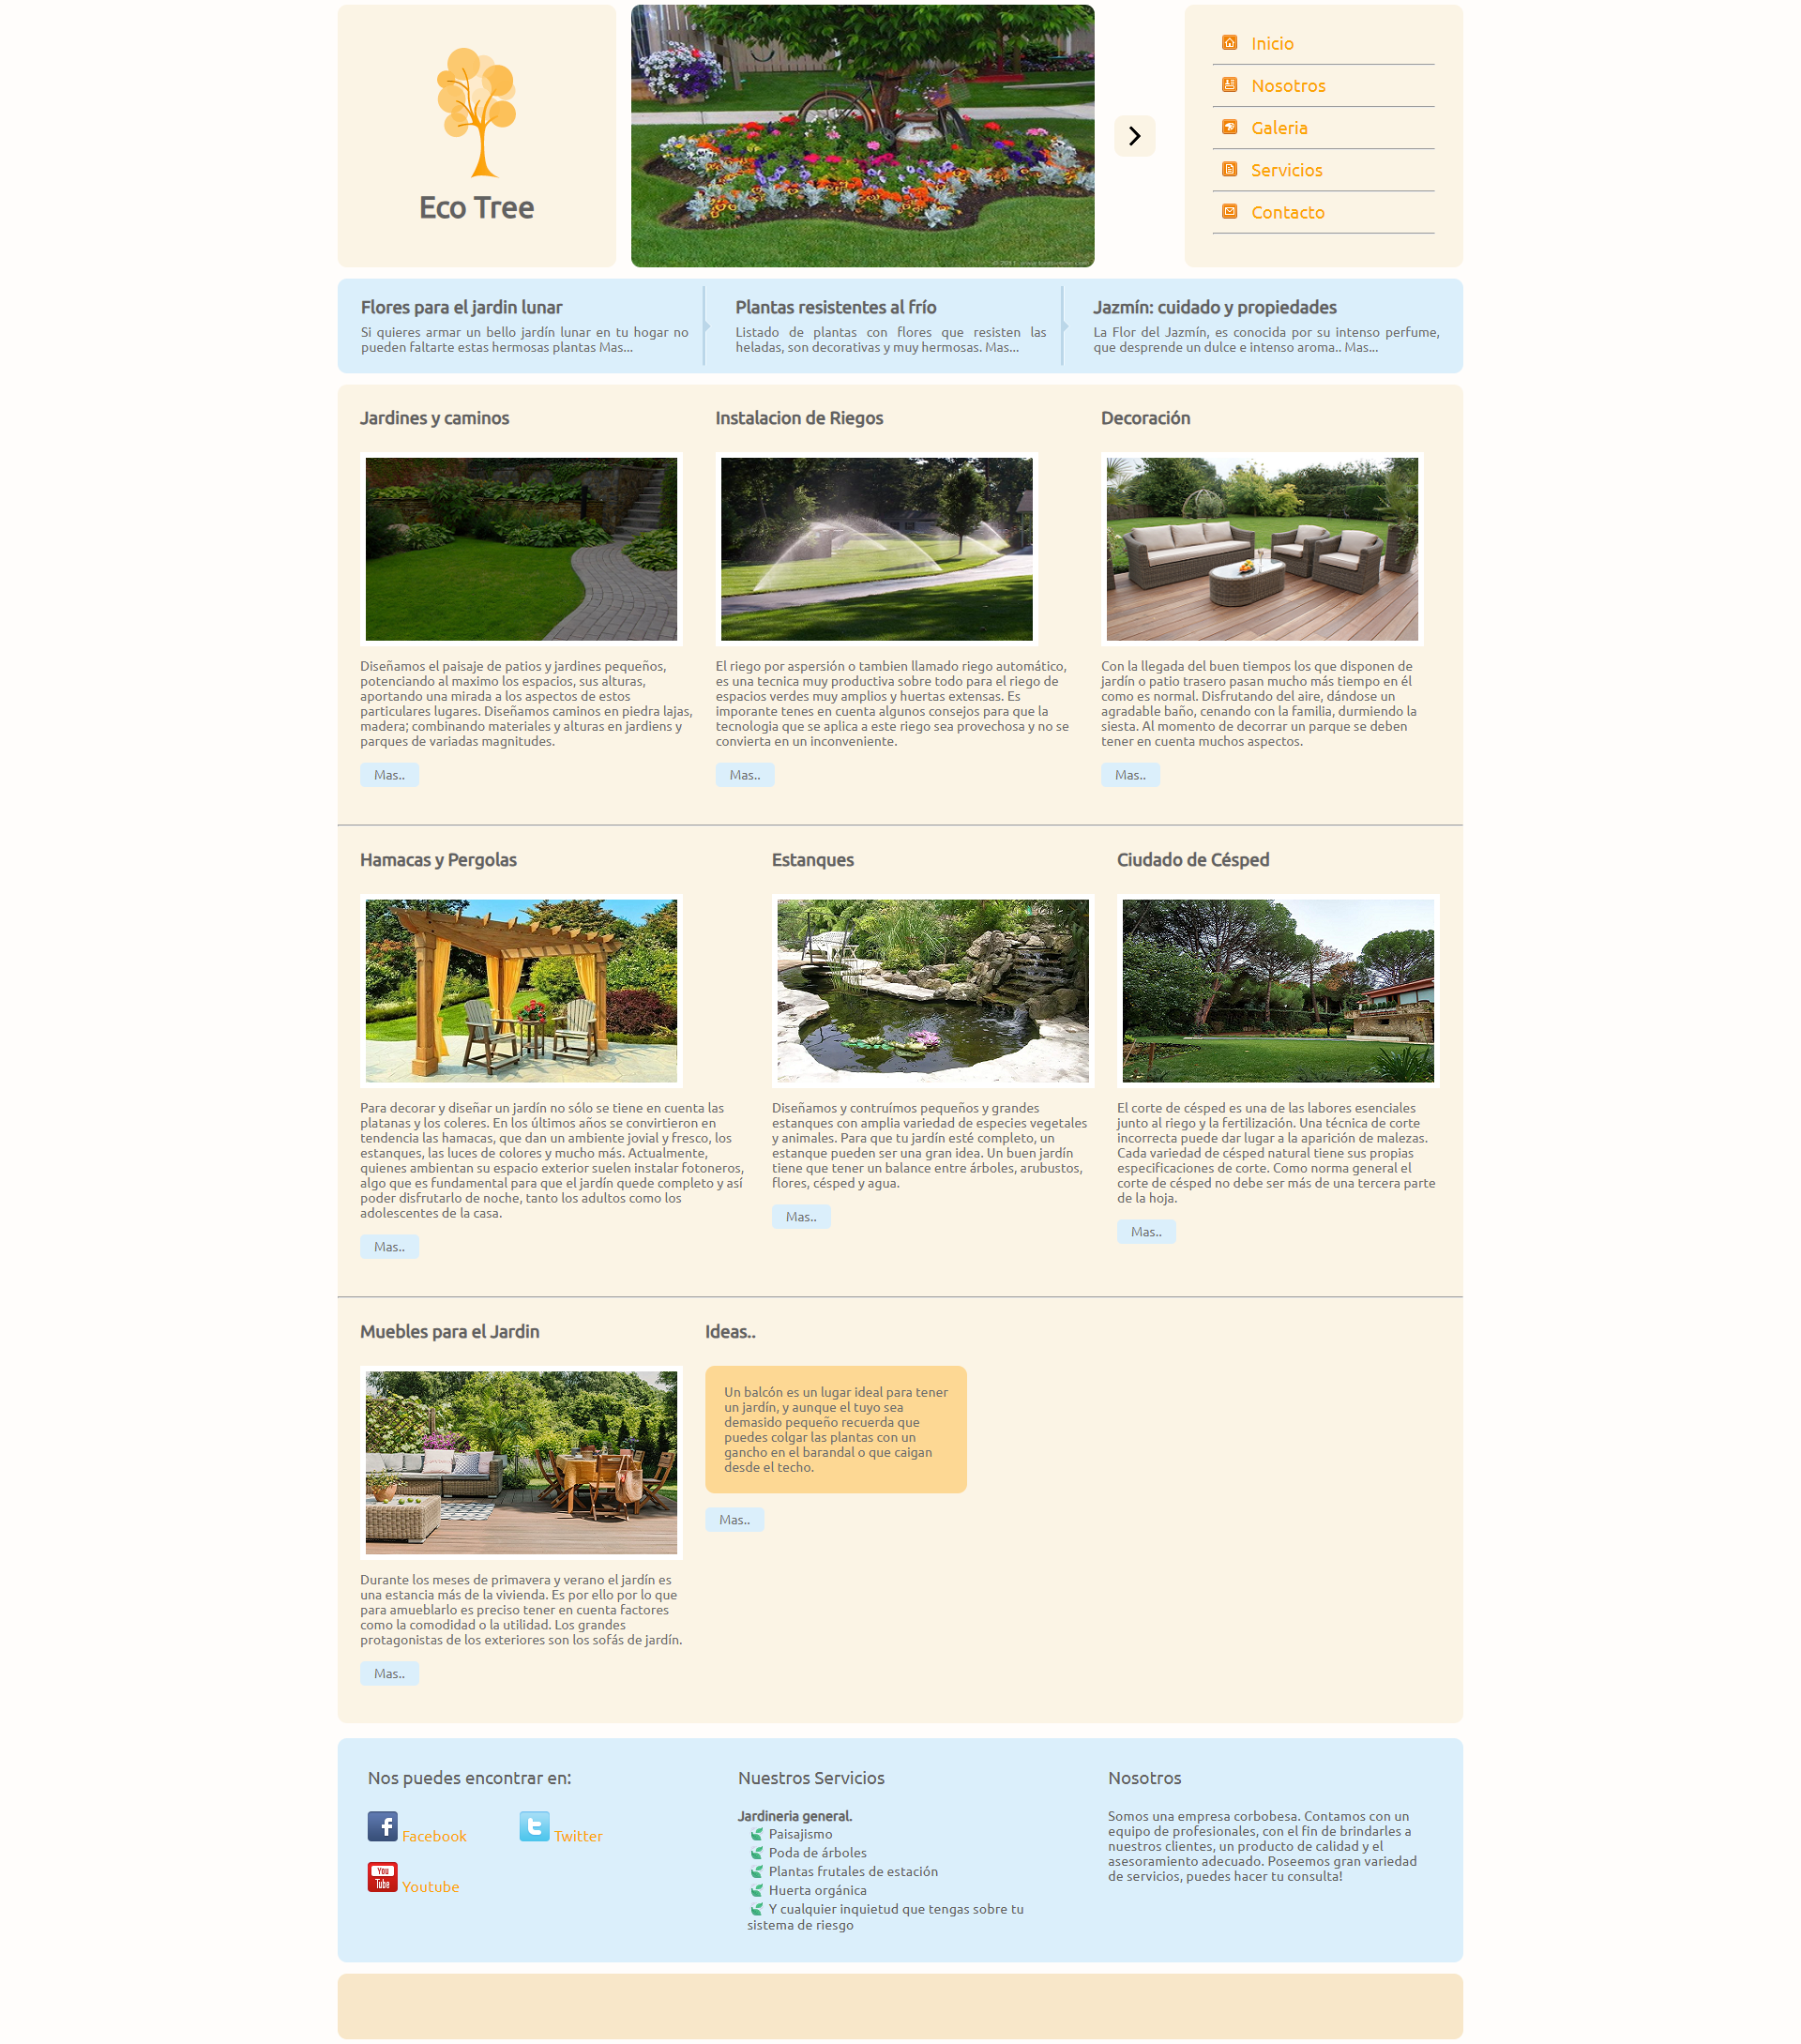 Eco Tree
Inicio
Nosotros
Galeria
Servicios
Contacto
Flores para el jardin lunar
Si quieres armar un bello jardín lunar en tu hogar no
pueden faltarte estas hermosas plantas Mas...
Plantas resistentes al frío
Listado de plantas con flores que resisten las
heladas, son decorativas y muy hermosas. Mas...
Jazmín: cuidado y propiedades
La Flor del Jazmín, es conocida por su intenso perfume,
que desprende un dulce e intenso aroma.. Mas...
Jardines y caminos
Diseñamos el paisaje de patios y jardines pequeños,
potenciando al maximo los espacios, sus alturas,
aportando una mirada a los aspectos de estos
particulares lugares. Diseñamos caminos en piedra lajas,
madera; combinando materiales y alturas en jardiens y
parques de variadas magnitudes.
Mas..
Instalacion de Riegos
El riego por aspersión o tambien llamado riego automático,
es una tecnica muy productiva sobre todo para el riego de
espacios verdes muy amplios y huertas extensas. Es
imporante tenes en cuenta algunos consejos para que la
tecnologia que se aplica a este riego sea provechosa y no se
convierta en un inconveniente.
Mas..
Decoración
Con la llegada del buen tiempos los que disponen de
jardín o patio trasero pasan mucho más tiempo en él
como es normal. Disfrutando del aire, dándose un
agradable baño, cenando con la familia, durmiendo la
siesta. Al momento de decorrar un parque se deben
tener en cuenta muchos aspectos.
Mas..
Hamacas y Pergolas
Para decorar y diseñar un jardín no sólo se tiene en cuenta las
platanas y los coleres. En los últimos años se convirtieron en
tendencia las hamacas, que dan un ambiente jovial y fresco, los
estanques, las luces de colores y mucho más. Actualmente,
quienes ambientan su espacio exterior suelen instalar fotoneros,
algo que es fundamental para que el jardín quede completo y así
poder disfrutarlo de noche, tanto los adultos como los
adolescentes de la casa.
Mas..
Estanques
Diseñamos y contruímos pequeños y grandes
estanques con amplia variedad de especies vegetales
y animales. Para que tu jardín esté completo, un
estanque pueden ser una gran idea. Un buen jardín
tiene que tener un balance entre árboles, arubustos,
flores, césped y agua.
Mas..
Ciudado de Césped
El corte de césped es una de las labores esenciales
junto al riego y la fertilización. Una técnica de corte
incorrecta puede dar lugar a la aparición de malezas.
Cada variedad de césped natural tiene sus propias
especificaciones de corte. Como norma general el
corte de césped no debe ser más de una tercera parte
de la hoja.
Mas..
Muebles para el Jardin
Durante los meses de primavera y verano el jardín es
una estancia más de la vivienda. Es por ello por lo que
para amueblarlo es preciso tener en cuenta factores
como la comodidad o la utilidad. Los grandes
protagonistas de los exteriores son los sofás de jardín.
Mas..
Ideas..
Un balcón es un lugar ideal para tener
un jardín, y aunque el tuyo sea
demasido pequeño recuerda que
puedes colgar las plantas con un
gancho en el barandal o que caigan
desde el techo.
Mas..
Nos puedes encontrar en:
Facebook
Twitter
You
Tube
Youtube
Nuestros Servicios
Jardineria general.
Paisajismo
Poda de árboles
Plantas frutales de estación
Huerta orgánica
Y cualquier inquietud que tengas sobre tu
sistema de riesgo
Nosotros
Somos una empresa corbobesa. Contamos con un
equipo de profesionales, con el fin de brindarles a
nuestros clientes, un producto de calidad y el
asesoramiento adecuado. Poseemos gran variedad
de servicios, puedes hacer tu consulta!